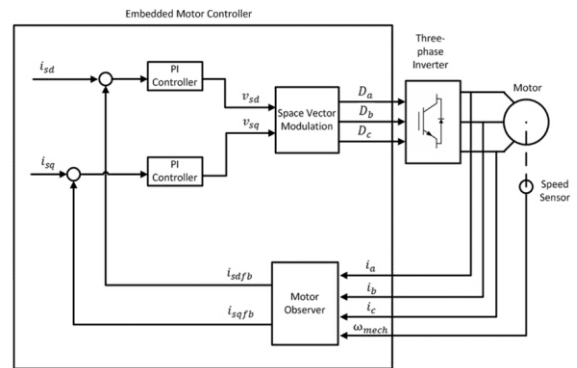 Embedded Motor Controller
Three-
phase
Inverter
Motor
i_sd
PI
Controller
v_sd
v_sq
Space Vector
Modulation
D_a
D_b
D_c
i_sq
PI
Controller
Speed
Sensor
i_sdfb
i_sqfb
Motor
Observer
i_a
i_b
i_c
ω_mech